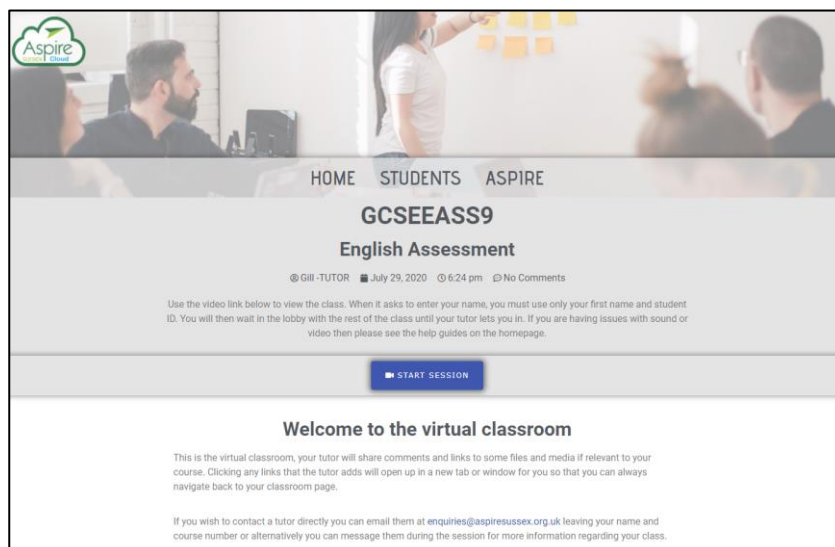 Aspire
sussex Cloud
HOME STUDENTS ASPIRE
GCSEEASS9
English Assessment
Gill -TUTOR July 29, 2020 6:24 pm No Comments
Use the video link below to view the class. When it asks to enter your name, you must use only your first name and student
ID. You will then wait in the lobby with the rest of the class until your tutor lets you in. If you are having issues with sound or
video then please see the help guides on the homepage.
START SESSION
Welcome to the virtual classroom
This is the virtual classroom, your tutor will share comments and links to some files and media if relevant to your
course. Clicking any links that the tutor adds will open up in a new tab or window for you so that you can always
navigate back to your classroom page.
If you wish to contact a tutor directly you can email them at enquiries@aspiresussex.org.uk leaving your name and
course number or alternatively you can message them during the session for more information regarding your class.